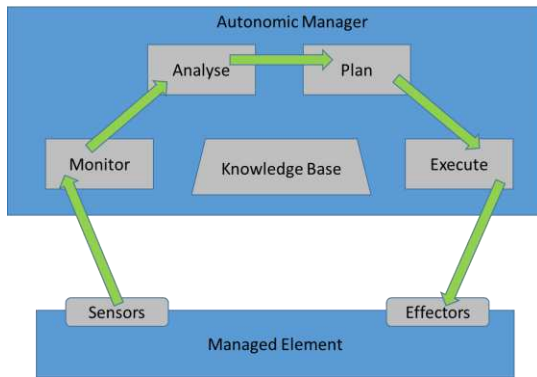 Autonomic Manager
Analyse
Plan
Monitor
Knowledge Base
Execute
Sensors
Effectors
Managed Element